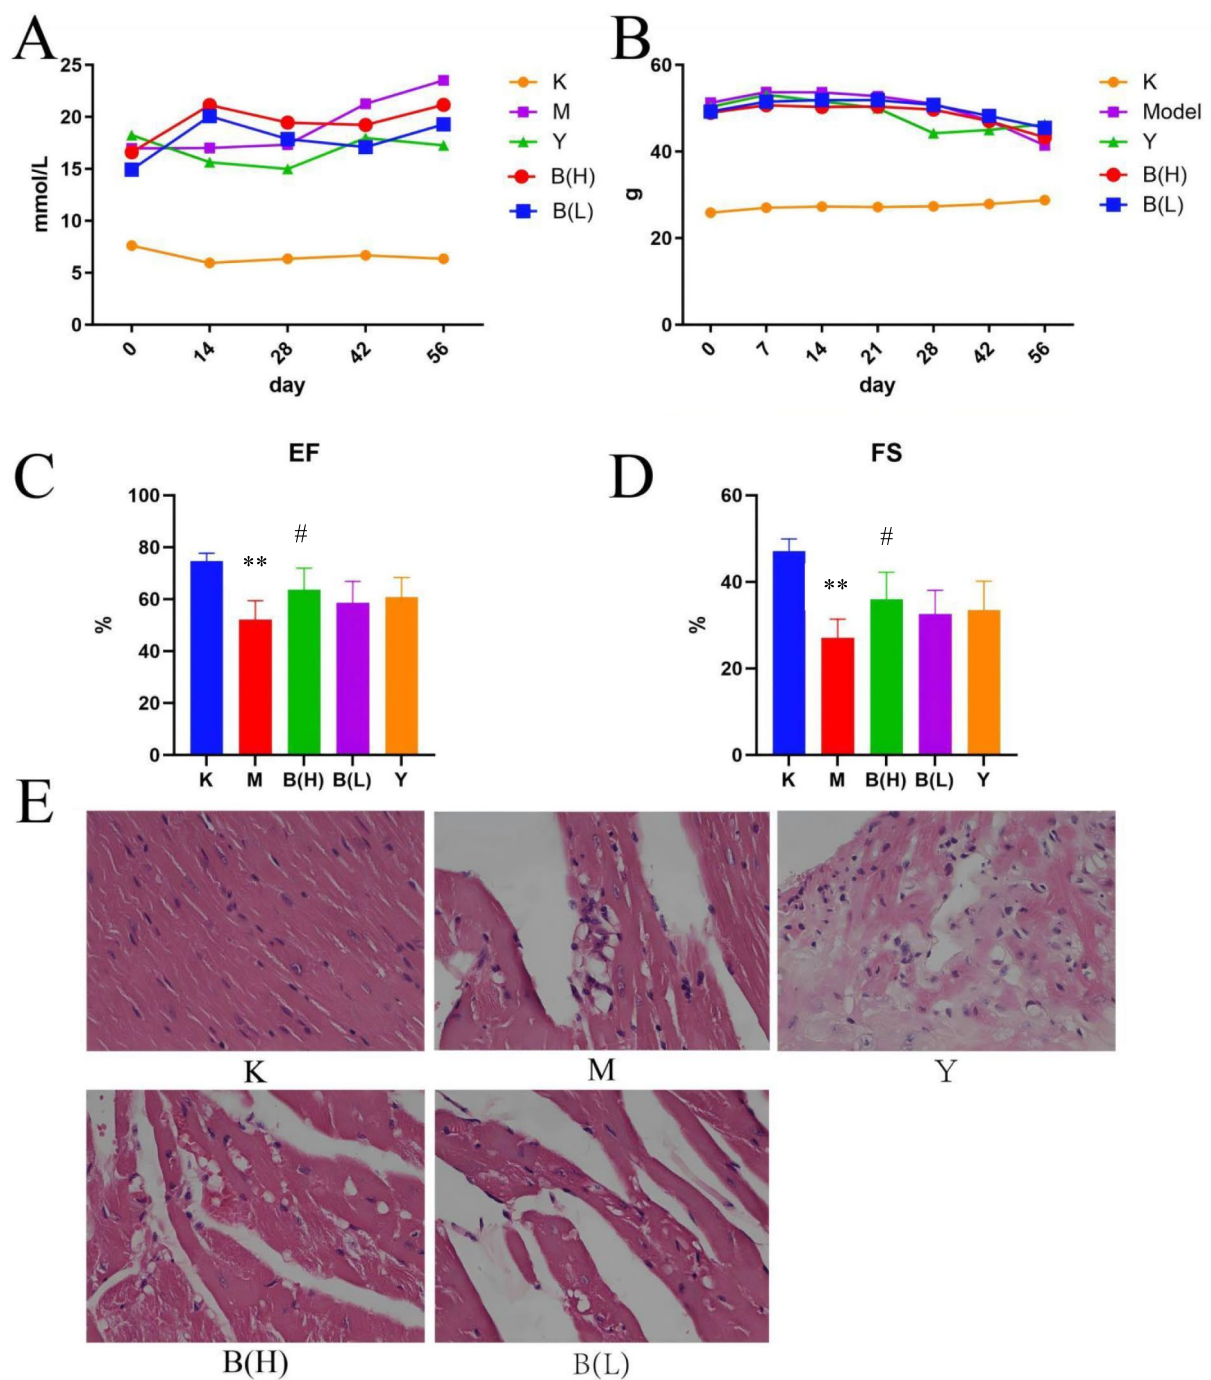 A
25
20
15
10
5
0
mmol/L
0 14 28 42 56
day
K
M
Y
B(H)
B(L)
B
60
40
20
0
g
0 7 14 21 28 42 56
day
K
Model
Y
B(H)
B(L)
C
EF
100
80
60
40
20
0
%
**
#
K M B(H) B(L) Y
D
FS
60
40
20
0
%
**
#
K M B(H) B(L) Y
E
K
M
Y
B(H)
B(L)